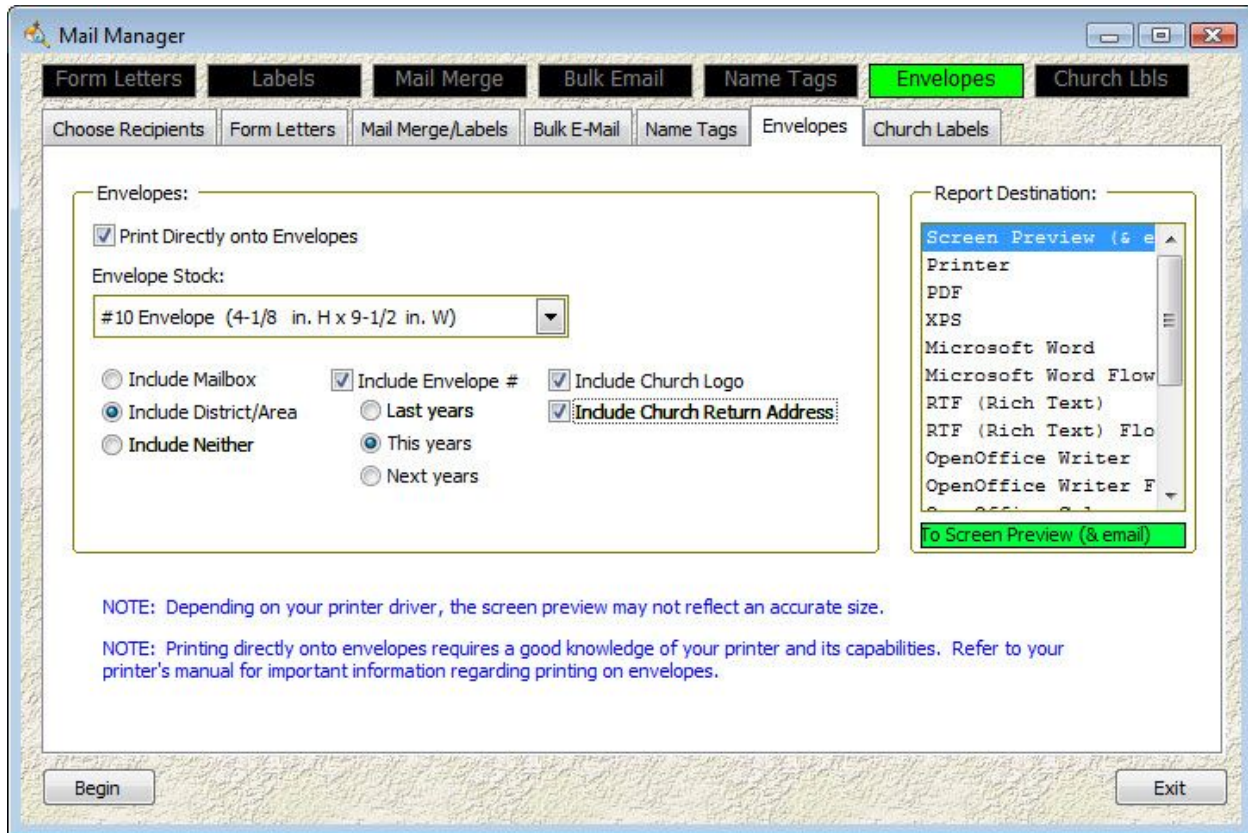 Mail Manager
Form Letters Labels Mail Merge Bulk Email Name Tags Envelopes Church Lbls
Choose Recipients Form Letters Mail Merge/Labels Bulk E-Mail Name Tags Envelopes Church Labels
Envelopes:
Print Directly onto Envelopes
Envelope Stock:
#10 Envelope (4-1/8 in. H x 9-1/2 in. W)
Include Mailbox Include Envelope # Include Church Logo
Include District/Area Last years Include Church Return Address
Include Neither This years
Next years
Report Destination:
Screen Preview (& e
Printer
PDF
XPS
Microsoft Word
Microsoft Word Flow
RTF (Rich Text)
RTF (Rich Text) Flo
OpenOffice Writer
OpenOffice Writer F
To Screen Preview (& email)
NOTE: Depending on your printer driver, the screen preview may not reflect an accurate size.
NOTE: Printing directly onto envelopes requires a good knowledge of your printer and its capabilities. Refer to your
printer's manual for important information regarding printing on envelopes.
Begin Exit